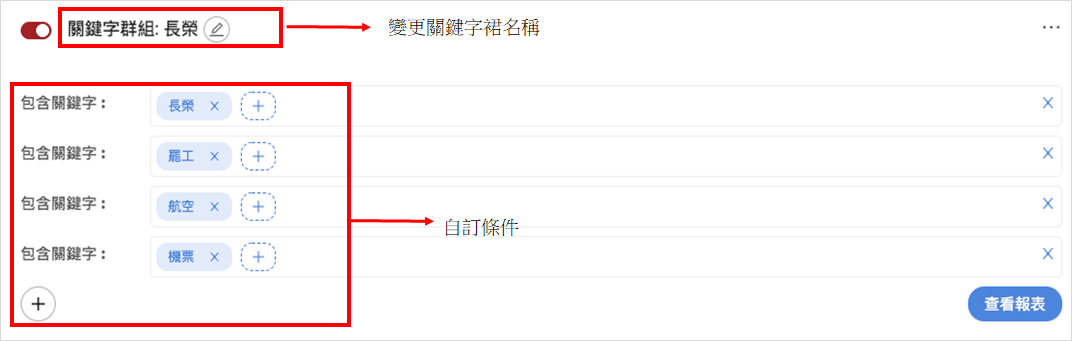 關鍵字群組: 長榮
變更關鍵字裙名稱
包含關鍵字: 長榮 X +
X
包含關鍵字: 罷工 X +
X
包含關鍵字: 航空 X +
X
自訂條件
包含關鍵字: 機票 X +
X
+
查看報表